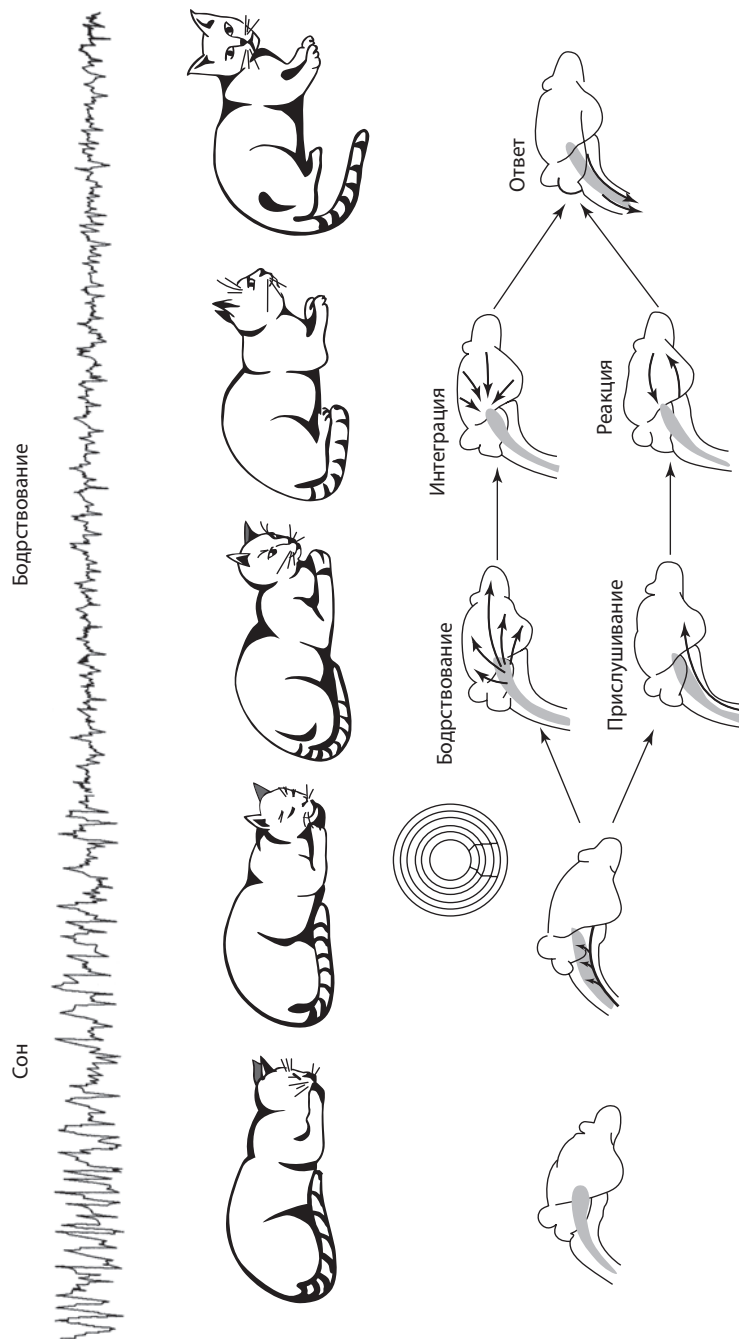 Сон
Бодрствование
Бодрствование
Интеграция
Ответ
Прислушивание
Реакция